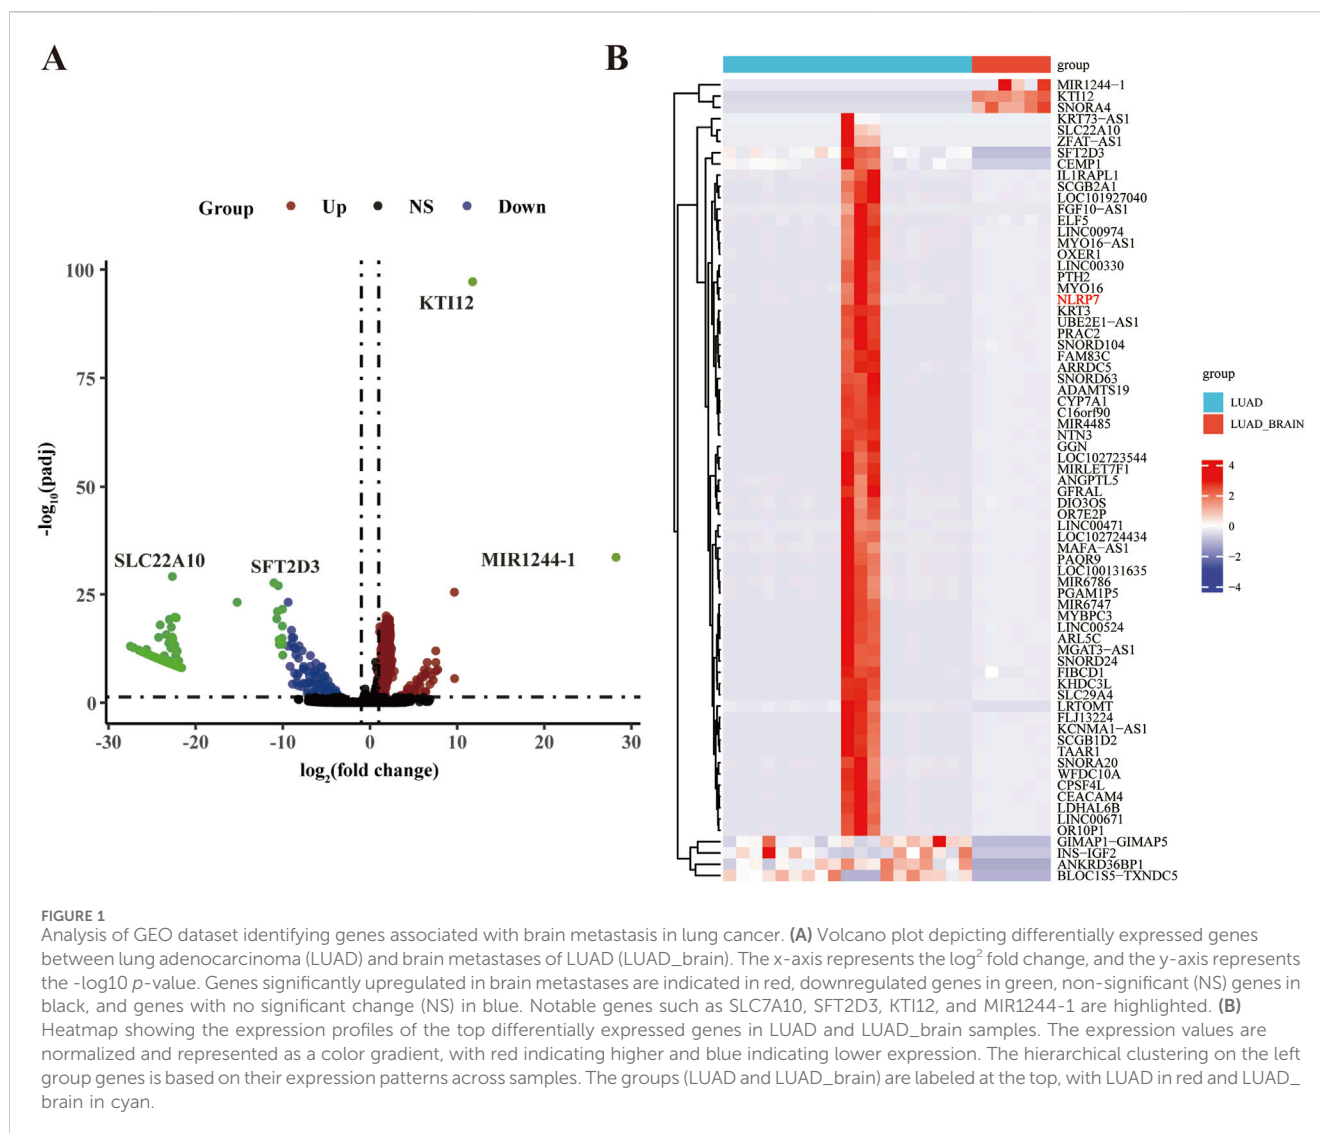 A
Group Up NS Down
100
75
50
25
0
-log10(padj)
KTI12
SLC22A10
SFT2D3
MIR1244-1
-30 -20 -10 0 10 20 30
log2(fold change)
B
group
MIR1244−1
KTI12
SNORA4
KRT73−AS1
SLC22A10
ZFAT−AS1
SFT2D3
CEMP1
IL1RAPL1
SCGB2A1
LOC101927040
FGF10−AS1
ELF5
LINC00974
MYO16−AS1
OXER1
LINC00330
PTH2
MYO16
NLRP7
KRT3
UBE2E1−AS1
PRAC2
SNORD104
FAM83C
ARRDC5
SNORD63
ADAMTS19
CYP7A1
C16orf90
MIR4485
NTN3
GGN
LOC102723544
MIRLET7F1
ANGPTL5
GFRAL
DIO3OS
OR7E2P
LINC00471
LOC102724434
MAFA−AS1
PAQR9
LOC100131635
MIR6786
PGAM1P5
MIR6747
MYBPC3
LINC00524
ARL5C
MGAT3−AS1
SNORD24
FIBCD1
KHDC3L
SLC29A4
LRTOMT
FLJ13224
KCNMA1−AS1
SCGB1D2
TAAR1
SNORA20
WFDC10A
CPSF4L
CEACAM4
LDHAL6B
LINC00671
OR10P1
GIMAP1−GIMAP5
INS−IGF2
ANKRD36BP1
BLOC1S5−TXNDC5
group
LUAD
LUAD_BRAIN
4
2
0
−2
−4
FIGURE 1
Analysis of GEO dataset identifying genes associated with brain metastasis in lung cancer. (A) Volcano plot depicting differentially expressed genes
between lung adenocarcinoma (LUAD) and brain metastases of LUAD (LUAD_brain). The x-axis represents the log² fold change, and the y-axis represents
the -log10 p-value. Genes significantly upregulated in brain metastases are indicated in red, downregulated genes in green, non-significant (NS) genes in
black, and genes with no significant change (NS) in blue. Notable genes such as SLC7A10, SFT2D3, KTI12, and MIR1244-1 are highlighted. (B)
Heatmap showing the expression profiles of the top differentially expressed genes in LUAD and LUAD_brain samples. The expression values are
normalized and represented as a color gradient, with red indicating higher and blue indicating lower expression. The hierarchical clustering on the left
group genes is based on their expression patterns across samples. The groups (LUAD and LUAD_brain) are labeled at the top, with LUAD in red and LUAD_
brain in cyan.